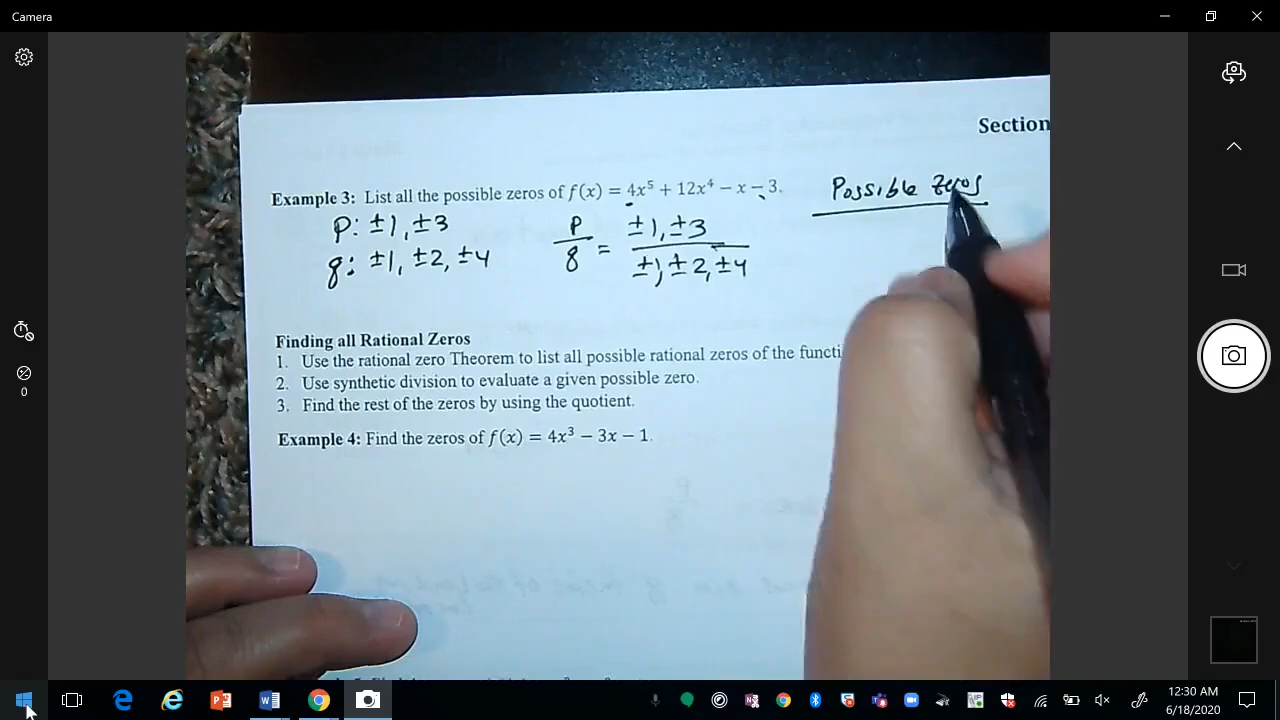 Camera
Section
Example 3: List all the possible zeros of f(x) = 4x⁵ + 12x⁴ − x − 3.
Possible Zeros
p: ±1, ±3
q: ±1, ±2, ±4
p/q = ±1, ±3 / ±1, ±2, ±4
Finding all Rational Zeros
1. Use the rational zero Theorem to list all possible rational zeros of the functi
2. Use synthetic division to evaluate a given possible zero.
3. Find the rest of the zeros by using the quotient.
Example 4: Find the zeros of f(x) = 4x³ − 3x − 1.
0
12:30 AM
6/18/2020